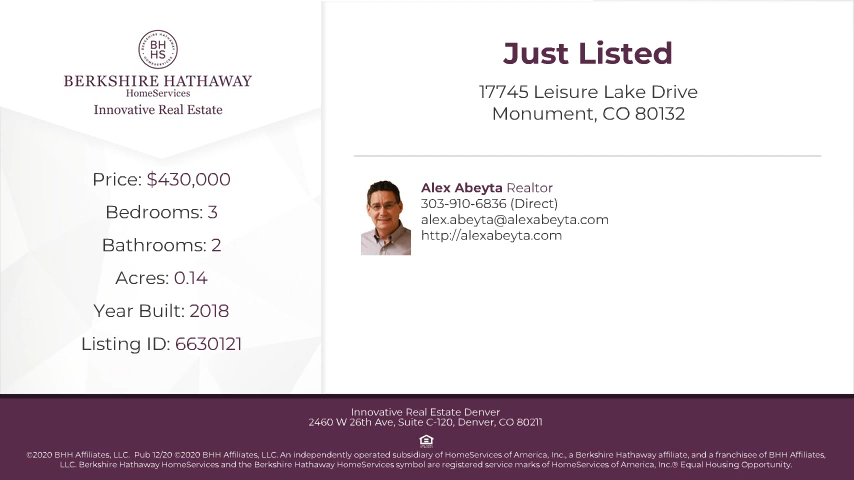 BH
HS
BERKSHIRE HATHAWAY
HomeServices
Innovative Real Estate
Price: $430,000
Bedrooms: 3
Bathrooms: 2
Acres: 0.14
Year Built: 2018
Listing ID: 6630121
Just Listed
17745 Leisure Lake Drive
Monument, CO 80132
Alex Abeyta Realtor
303-910-6836 (Direct)
alex.abeyta@alexabeyta.com
http://alexabeyta.com
Innovative Real Estate Denver
2460 W 26th Ave, Suite C-120, Denver, CO 80211
©2020 BHH Affiliates, LLC. Pub 12/20 ©2020 BHH Affiliates, LLC. An independently operated subsidiary of HomeServices of America, Inc., a Berkshire Hathaway affiliate, and a franchisee of BHH Affiliates,
LLC. Berkshire Hathaway HomeServices and the Berkshire Hathaway HomeServices symbol are registered service marks of HomeServices of America, Inc.® Equal Housing Opportunity.